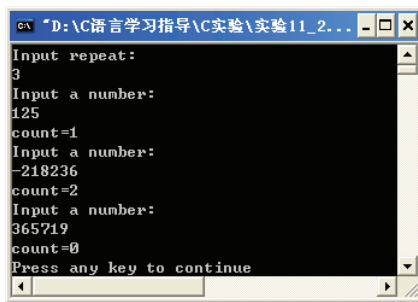 "D:\C语言学习指导\C实验\实验11_2...
Input repeat:
3
Input a number:
125
count=1
Input a number:
-218236
count=2
Input a number:
365719
count=0
Press any key to continue